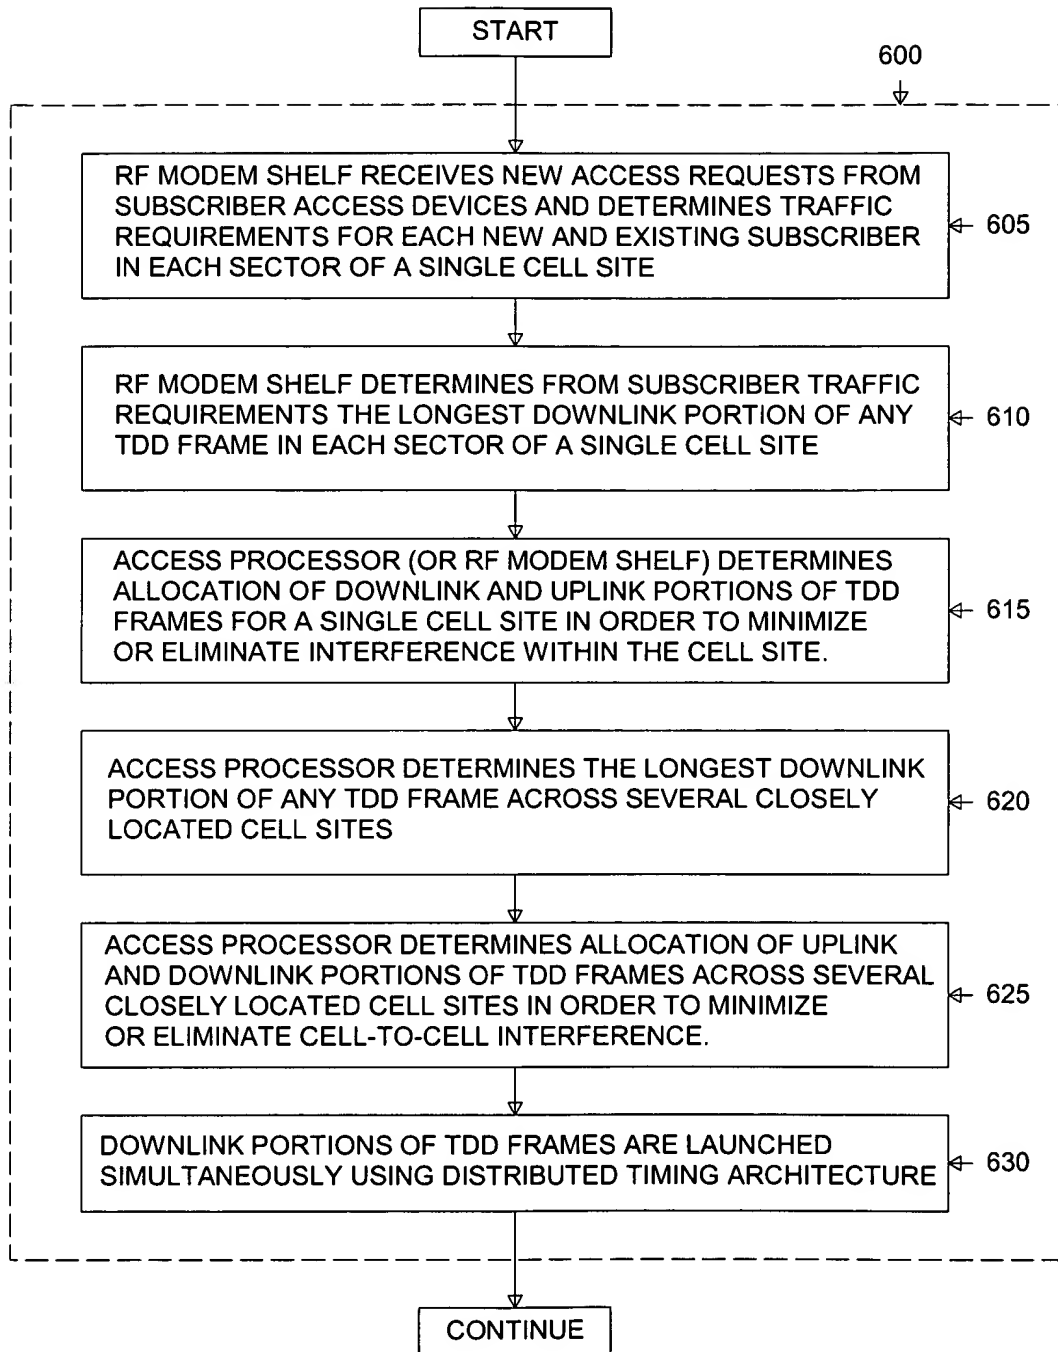 START
600
RF MODEM SHELF RECEIVES NEW ACCESS REQUESTS FROM
SUBSCRIBER ACCESS DEVICES AND DETERMINES TRAFFIC
REQUIREMENTS FOR EACH NEW AND EXISTING SUBSCRIBER
IN EACH SECTOR OF A SINGLE CELL SITE
605
RF MODEM SHELF DETERMINES FROM SUBSCRIBER TRAFFIC
REQUIREMENTS THE LONGEST DOWNLINK PORTION OF ANY
TDD FRAME IN EACH SECTOR OF A SINGLE CELL SITE
610
ACCESS PROCESSOR (OR RF MODEM SHELF) DETERMINES
ALLOCATION OF DOWNLINK AND UPLINK PORTIONS OF TDD
FRAMES FOR A SINGLE CELL SITE IN ORDER TO MINIMIZE
OR ELIMINATE INTERFERENCE WITHIN THE CELL SITE.
615
ACCESS PROCESSOR DETERMINES THE LONGEST DOWNLINK
PORTION OF ANY TDD FRAME ACROSS SEVERAL CLOSELY
LOCATED CELL SITES
620
ACCESS PROCESSOR DETERMINES ALLOCATION OF UPLINK
AND DOWNLINK PORTIONS OF TDD FRAMES ACROSS SEVERAL
CLOSELY LOCATED CELL SITES IN ORDER TO MINIMIZE
OR ELIMINATE CELL-TO-CELL INTERFERENCE.
625
DOWNLINK PORTIONS OF TDD FRAMES ARE LAUNCHED
SIMULTANEOUSLY USING DISTRIBUTED TIMING ARCHITECTURE
630
CONTINUE